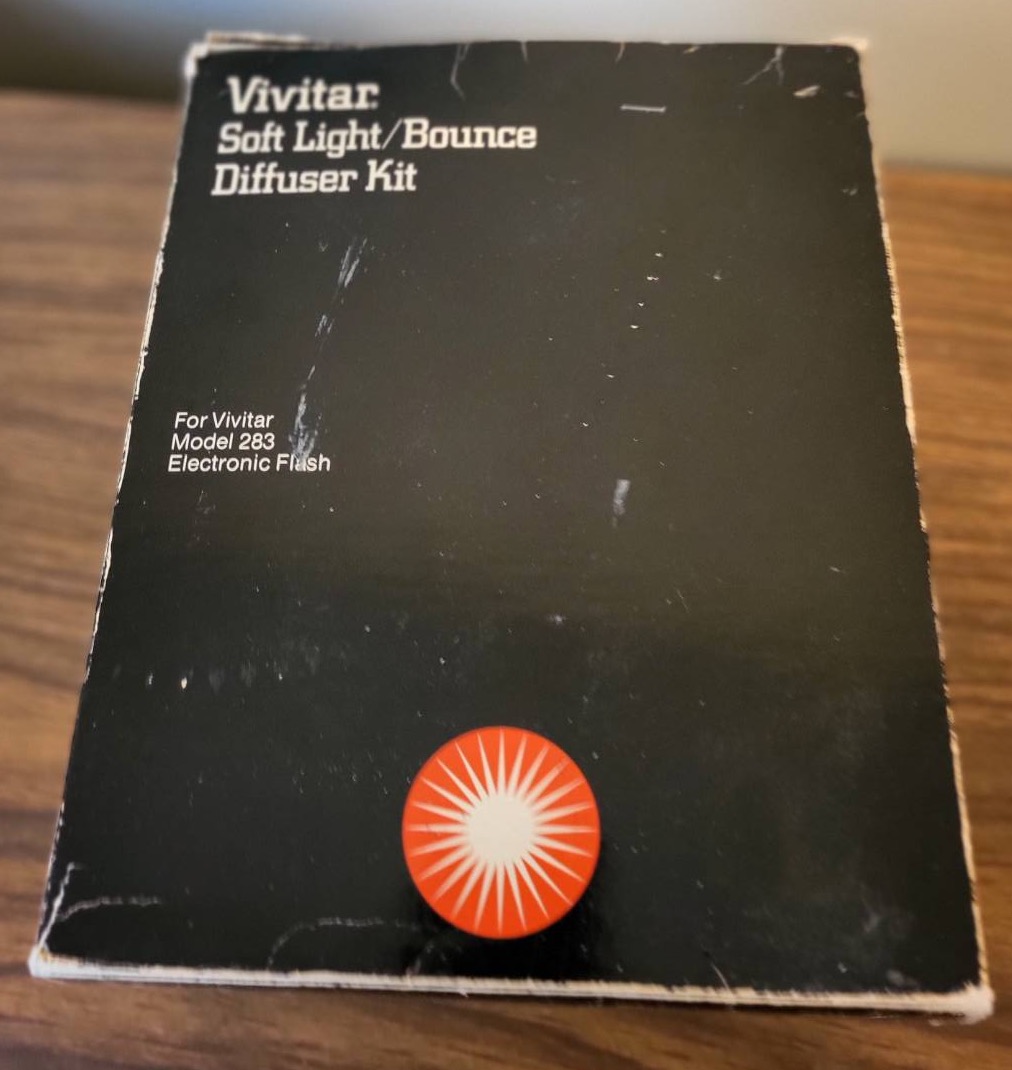 Vivitar
Soft Light/Bounce
Diffuser Kit
For Vivitar
Model 283
Electronic Flash